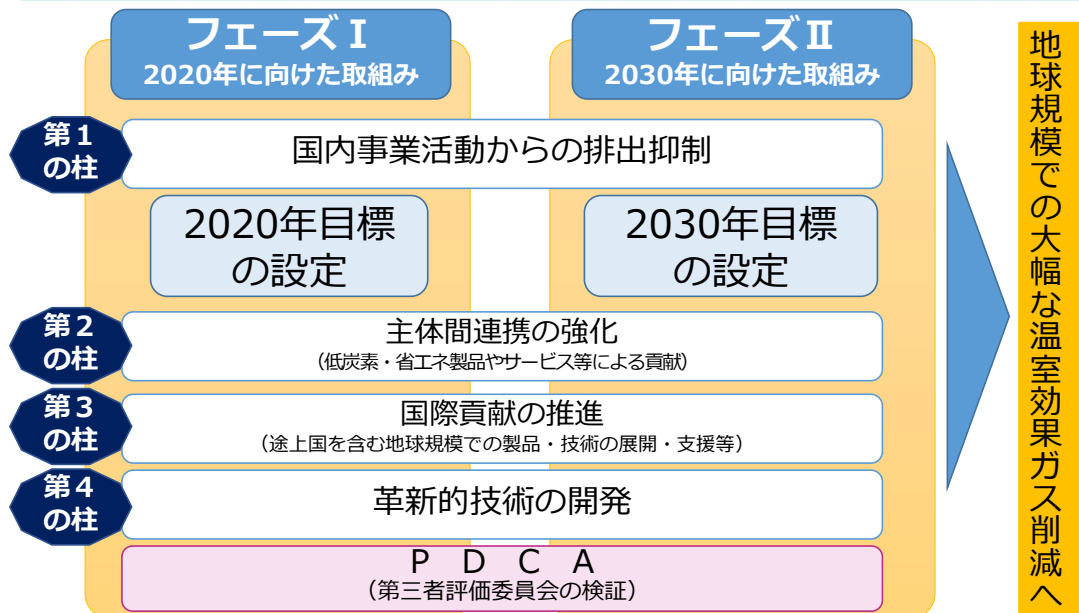 フェーズⅠ
2020年に向けた取組み
フェーズⅡ
2030年に向けた取組み
第1
の柱
国内事業活動からの排出抑制
2020年目標
の設定
2030年目標
の設定
第2
の柱
主体間連携の強化
（低炭素・省エネ製品やサービス等による貢献）
第3
の柱
国際貢献の推進
（途上国を含む地球規模での製品・技術の展開・支援等）
第4
の柱
革新的技術の開発
P D C A
（第三者評価委員会の検証）
地球規模での大幅な温室効果ガス削減へ